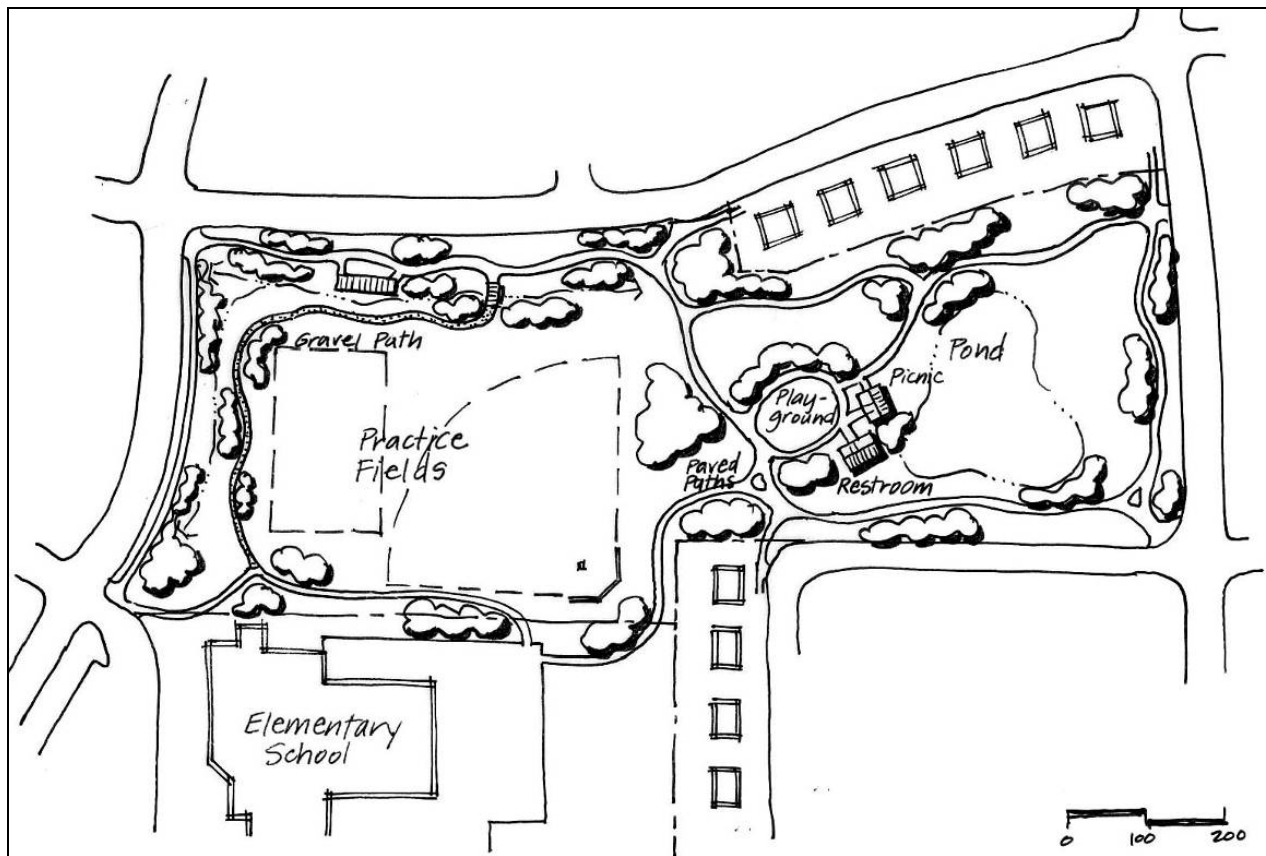 Gravel Path
Pond
Picnic
Play-
ground
Practice
Fields
Paved
Paths
Restroom
Elementary
School
0 100 200